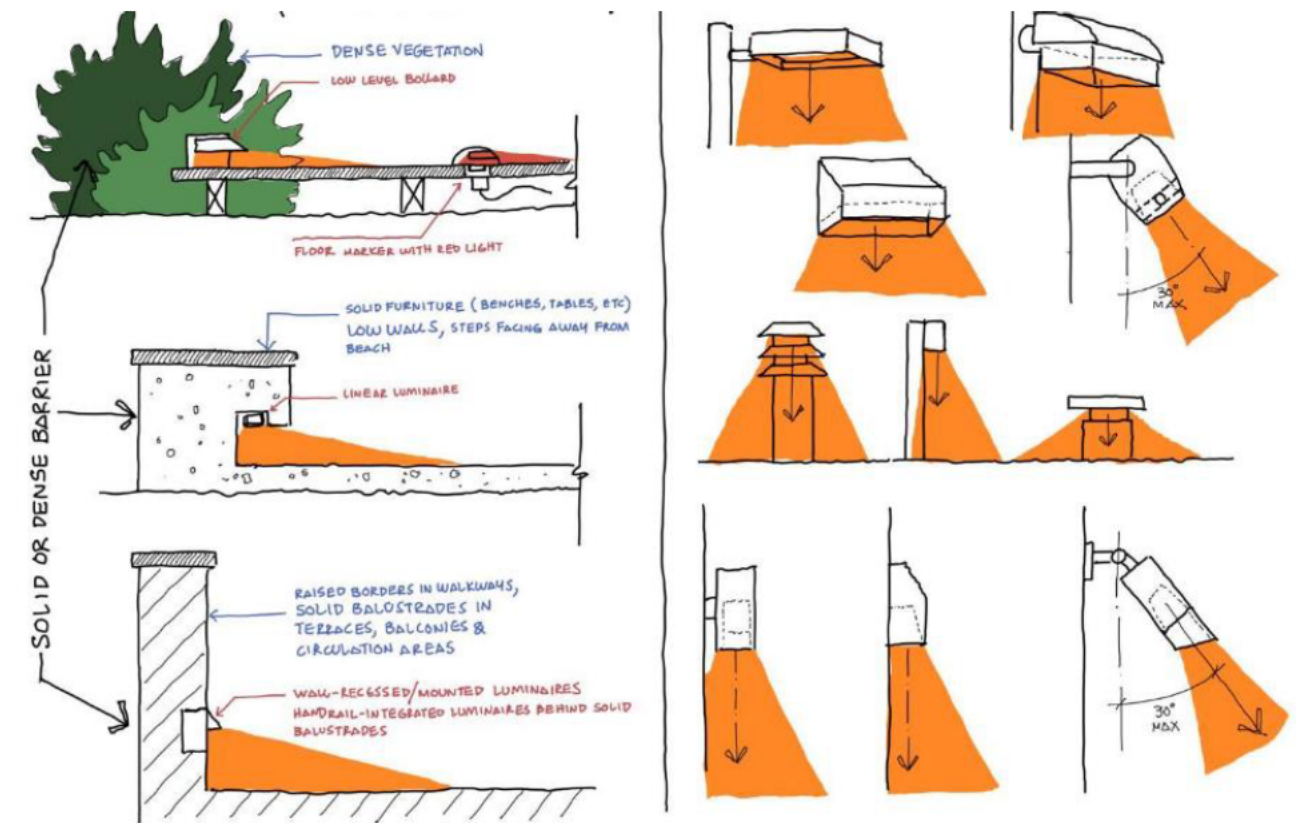 DENSE VEGETATION
LOW LEVEL BOLLARD
FLOOR MARKER WITH RED LIGHT
SOLID OR DENSE BARRIER
SOLID FURNITURE (BENCHES, TABLES, ETC)
LOW WALLS, STEPS FACING AWAY FROM
BEACH
LINEAR LUMINAIRE
RAISED BORDERS IN WALKWAYS,
SOLID BALUSTRADES IN
TERRACES, BALCONIES &
CIRCULATION AREAS
WALL-RECESSED/MOUNTED LUMINAIRES
HANDRAIL-INTEGRATED LUMINAIRES BEHIND SOLID
BALUSTRADES
30°
MAX
30°
MAX